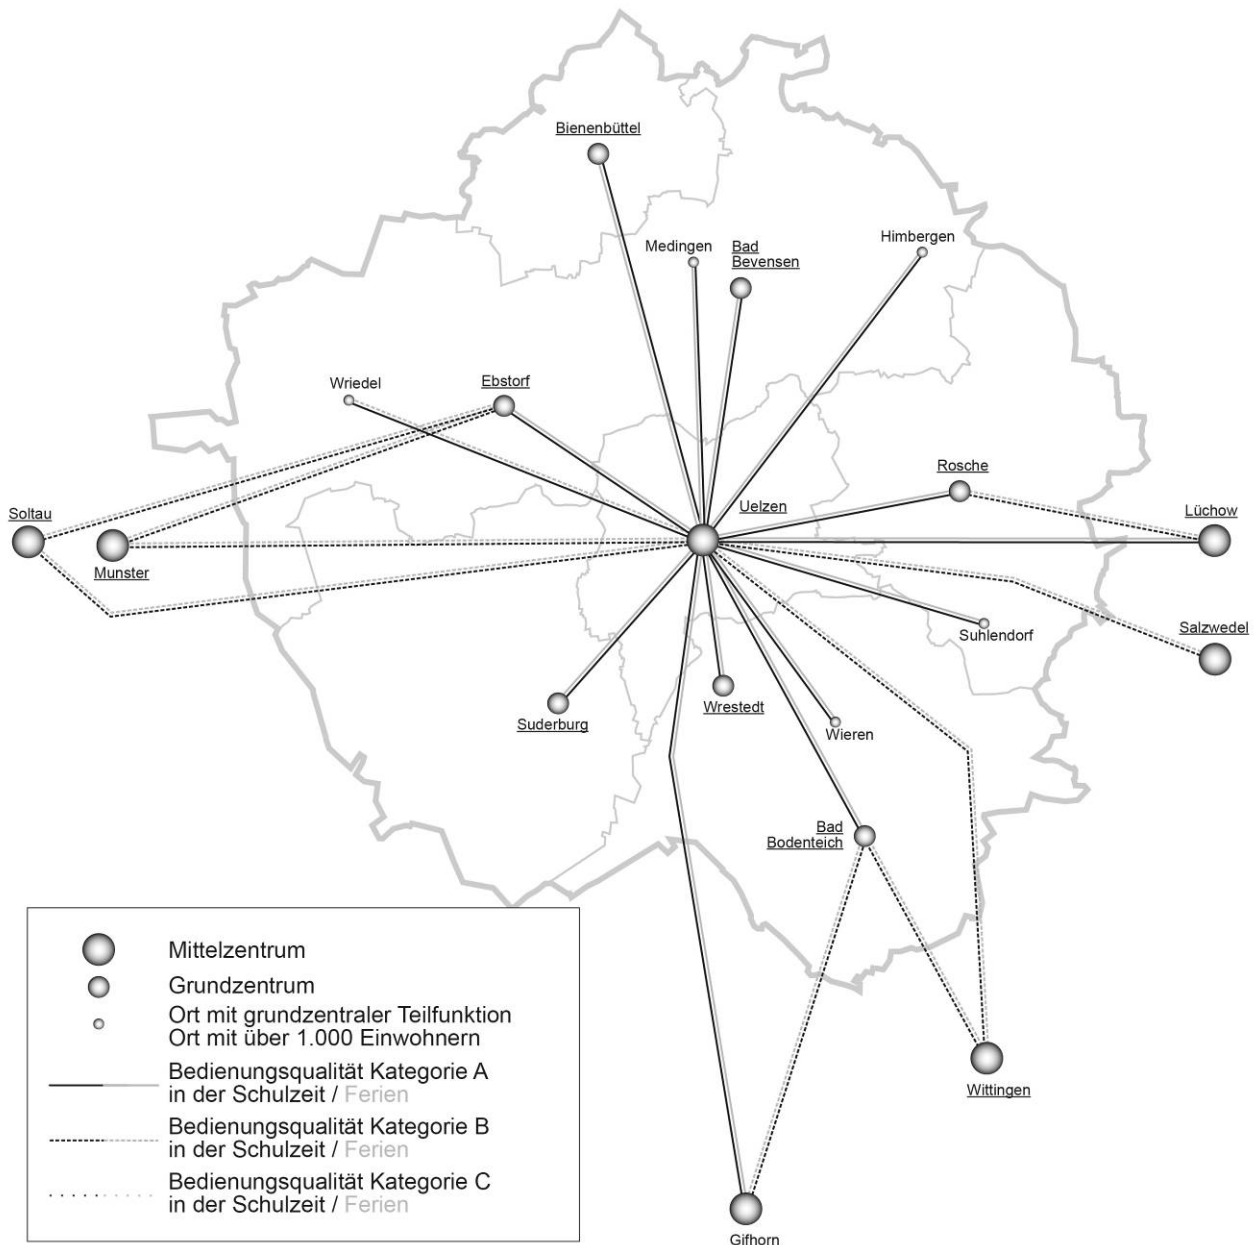 Bienenbüttel
Medingen
Bad
Bevensen
Himbergen
Wriedel
Ebstorf
Rosche
Uelzen
Soltau
Munster
Lüchow
Salzwedel
Suhlendorf
Suderburg
Wrestedt
Wieren
Bad
Bodenteich
Wittingen
Gifhorn
Mittelzentrum
Grundzentrum
Ort mit grundzentraler Teilfunktion
Ort mit über 1.000 Einwohnern
Bedienungsqualität Kategorie A
in der Schulzeit / Ferien
Bedienungsqualität Kategorie B
in der Schulzeit / Ferien
Bedienungsqualität Kategorie C
in der Schulzeit / Ferien